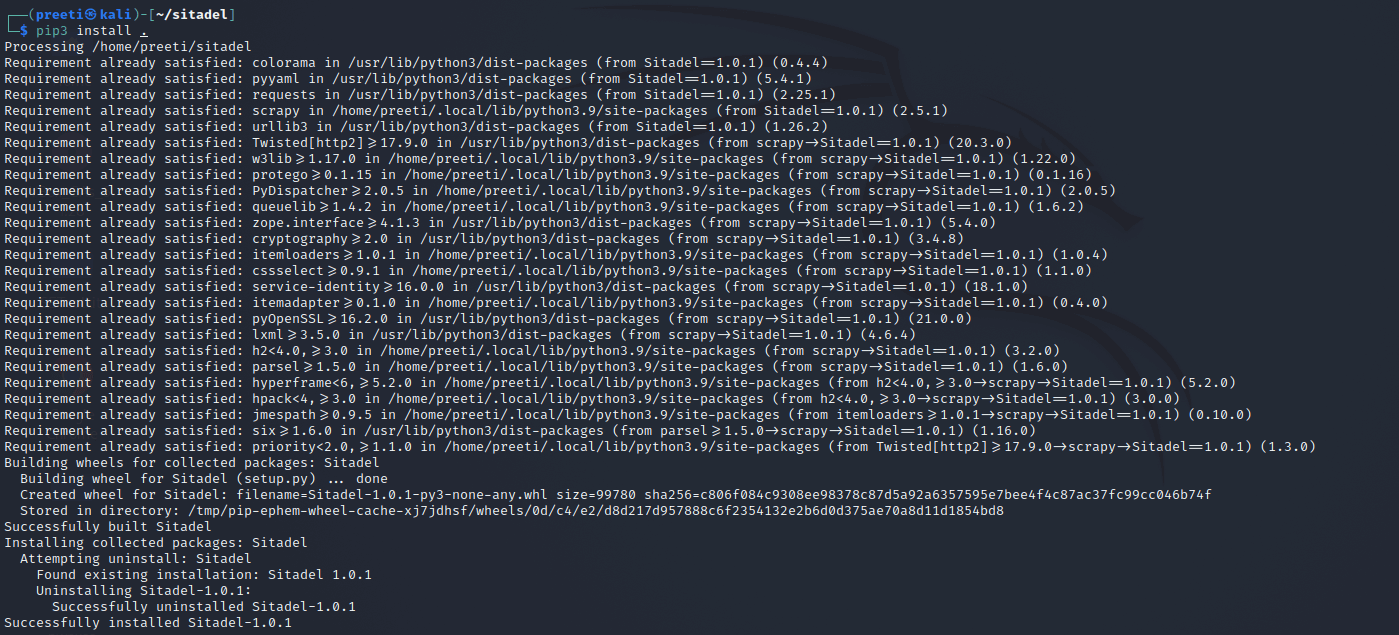 (preeti㉿kali)-[~/sitadel]
$ pip3 install .
Processing /home/preeti/sitadel
Requirement already satisfied: colorama in /usr/lib/python3/dist-packages (from Sitadel==1.0.1) (0.4.4)
Requirement already satisfied: pyyaml in /usr/lib/python3/dist-packages (from Sitadel==1.0.1) (5.4.1)
Requirement already satisfied: requests in /usr/lib/python3/dist-packages (from Sitadel==1.0.1) (2.25.1)
Requirement already satisfied: scrapy in /home/preeti/.local/lib/python3.9/site-packages (from Sitadel==1.0.1) (2.5.1)
Requirement already satisfied: urllib3 in /usr/lib/python3/dist-packages (from Sitadel==1.0.1) (1.26.2)
Requirement already satisfied: Twisted[http2]>=17.9.0 in /usr/lib/python3/dist-packages (from scrapy->Sitadel==1.0.1) (20.3.0)
Requirement already satisfied: w3lib>=1.17.0 in /home/preeti/.local/lib/python3.9/site-packages (from scrapy->Sitadel==1.0.1) (1.22.0)
Requirement already satisfied: protego>=0.1.15 in /home/preeti/.local/lib/python3.9/site-packages (from scrapy->Sitadel==1.0.1) (0.1.16)
Requirement already satisfied: PyDispatcher>=2.0.5 in /home/preeti/.local/lib/python3.9/site-packages (from scrapy->Sitadel==1.0.1) (2.0.5)
Requirement already satisfied: queuelib>=1.4.2 in /home/preeti/.local/lib/python3.9/site-packages (from scrapy->Sitadel==1.0.1) (1.6.2)
Requirement already satisfied: zope.interface>=4.1.3 in /usr/lib/python3/dist-packages (from scrapy->Sitadel==1.0.1) (5.4.0)
Requirement already satisfied: cryptography>=2.0 in /usr/lib/python3/dist-packages (from scrapy->Sitadel==1.0.1) (3.4.8)
Requirement already satisfied: itemloaders>=1.0.1 in /home/preeti/.local/lib/python3.9/site-packages (from scrapy->Sitadel==1.0.1) (1.0.4)
Requirement already satisfied: cssselect>=0.9.1 in /home/preeti/.local/lib/python3.9/site-packages (from scrapy->Sitadel==1.0.1) (1.1.0)
Requirement already satisfied: service-identity>=16.0.0 in /usr/lib/python3/dist-packages (from scrapy->Sitadel==1.0.1) (18.1.0)
Requirement already satisfied: itemadapter>=0.1.0 in /home/preeti/.local/lib/python3.9/site-packages (from scrapy->Sitadel==1.0.1) (0.4.0)
Requirement already satisfied: pyOpenSSL>=16.2.0 in /usr/lib/python3/dist-packages (from scrapy->Sitadel==1.0.1) (21.0.0)
Requirement already satisfied: lxml>=3.5.0 in /usr/lib/python3/dist-packages (from scrapy->Sitadel==1.0.1) (4.6.4)
Requirement already satisfied: h2<4.0,>=3.0 in /home/preeti/.local/lib/python3.9/site-packages (from scrapy->Sitadel==1.0.1) (3.2.0)
Requirement already satisfied: parsel>=1.5.0 in /home/preeti/.local/lib/python3.9/site-packages (from scrapy->Sitadel==1.0.1) (1.6.0)
Requirement already satisfied: hyperframe<6,>=5.2.0 in /home/preeti/.local/lib/python3.9/site-packages (from h2<4.0,>=3.0->scrapy->Sitadel==1.0.1) (5.2.0)
Requirement already satisfied: hpack<4,>=3.0 in /home/preeti/.local/lib/python3.9/site-packages (from h2<4.0,>=3.0->scrapy->Sitadel==1.0.1) (3.0.0)
Requirement already satisfied: jmespath>=0.9.5 in /home/preeti/.local/lib/python3.9/site-packages (from itemloaders>=1.0.1->scrapy->Sitadel==1.0.1) (0.10.0)
Requirement already satisfied: six>=1.6.0 in /usr/lib/python3/dist-packages (from parsel>=1.5.0->scrapy->Sitadel==1.0.1) (1.16.0)
Requirement already satisfied: priority<2.0,>=1.1.0 in /home/preeti/.local/lib/python3.9/site-packages (from Twisted[http2]>=17.9.0->scrapy->Sitadel==1.0.1) (1.3.0)
Building wheels for collected packages: Sitadel
Building wheel for Sitadel (setup.py) ... done
Created wheel for Sitadel: filename=Sitadel-1.0.1-py3-none-any.whl size=99780 sha256=c806f084c9308ee98378c87d5a92a6357595e7bee4f4c87ac37fc99cc046b74f
Stored in directory: /tmp/pip-ephem-wheel-cache-xj7jdhsf/wheels/0d/c4/e2/d8d217d957888c6f2354132e2b6d0d375ae70a8d11d1854bd8
Successfully built Sitadel
Installing collected packages: Sitadel
Attempting uninstall: Sitadel
Found existing installation: Sitadel 1.0.1
Uninstalling Sitadel-1.0.1:
Successfully uninstalled Sitadel-1.0.1
Successfully installed Sitadel-1.0.1